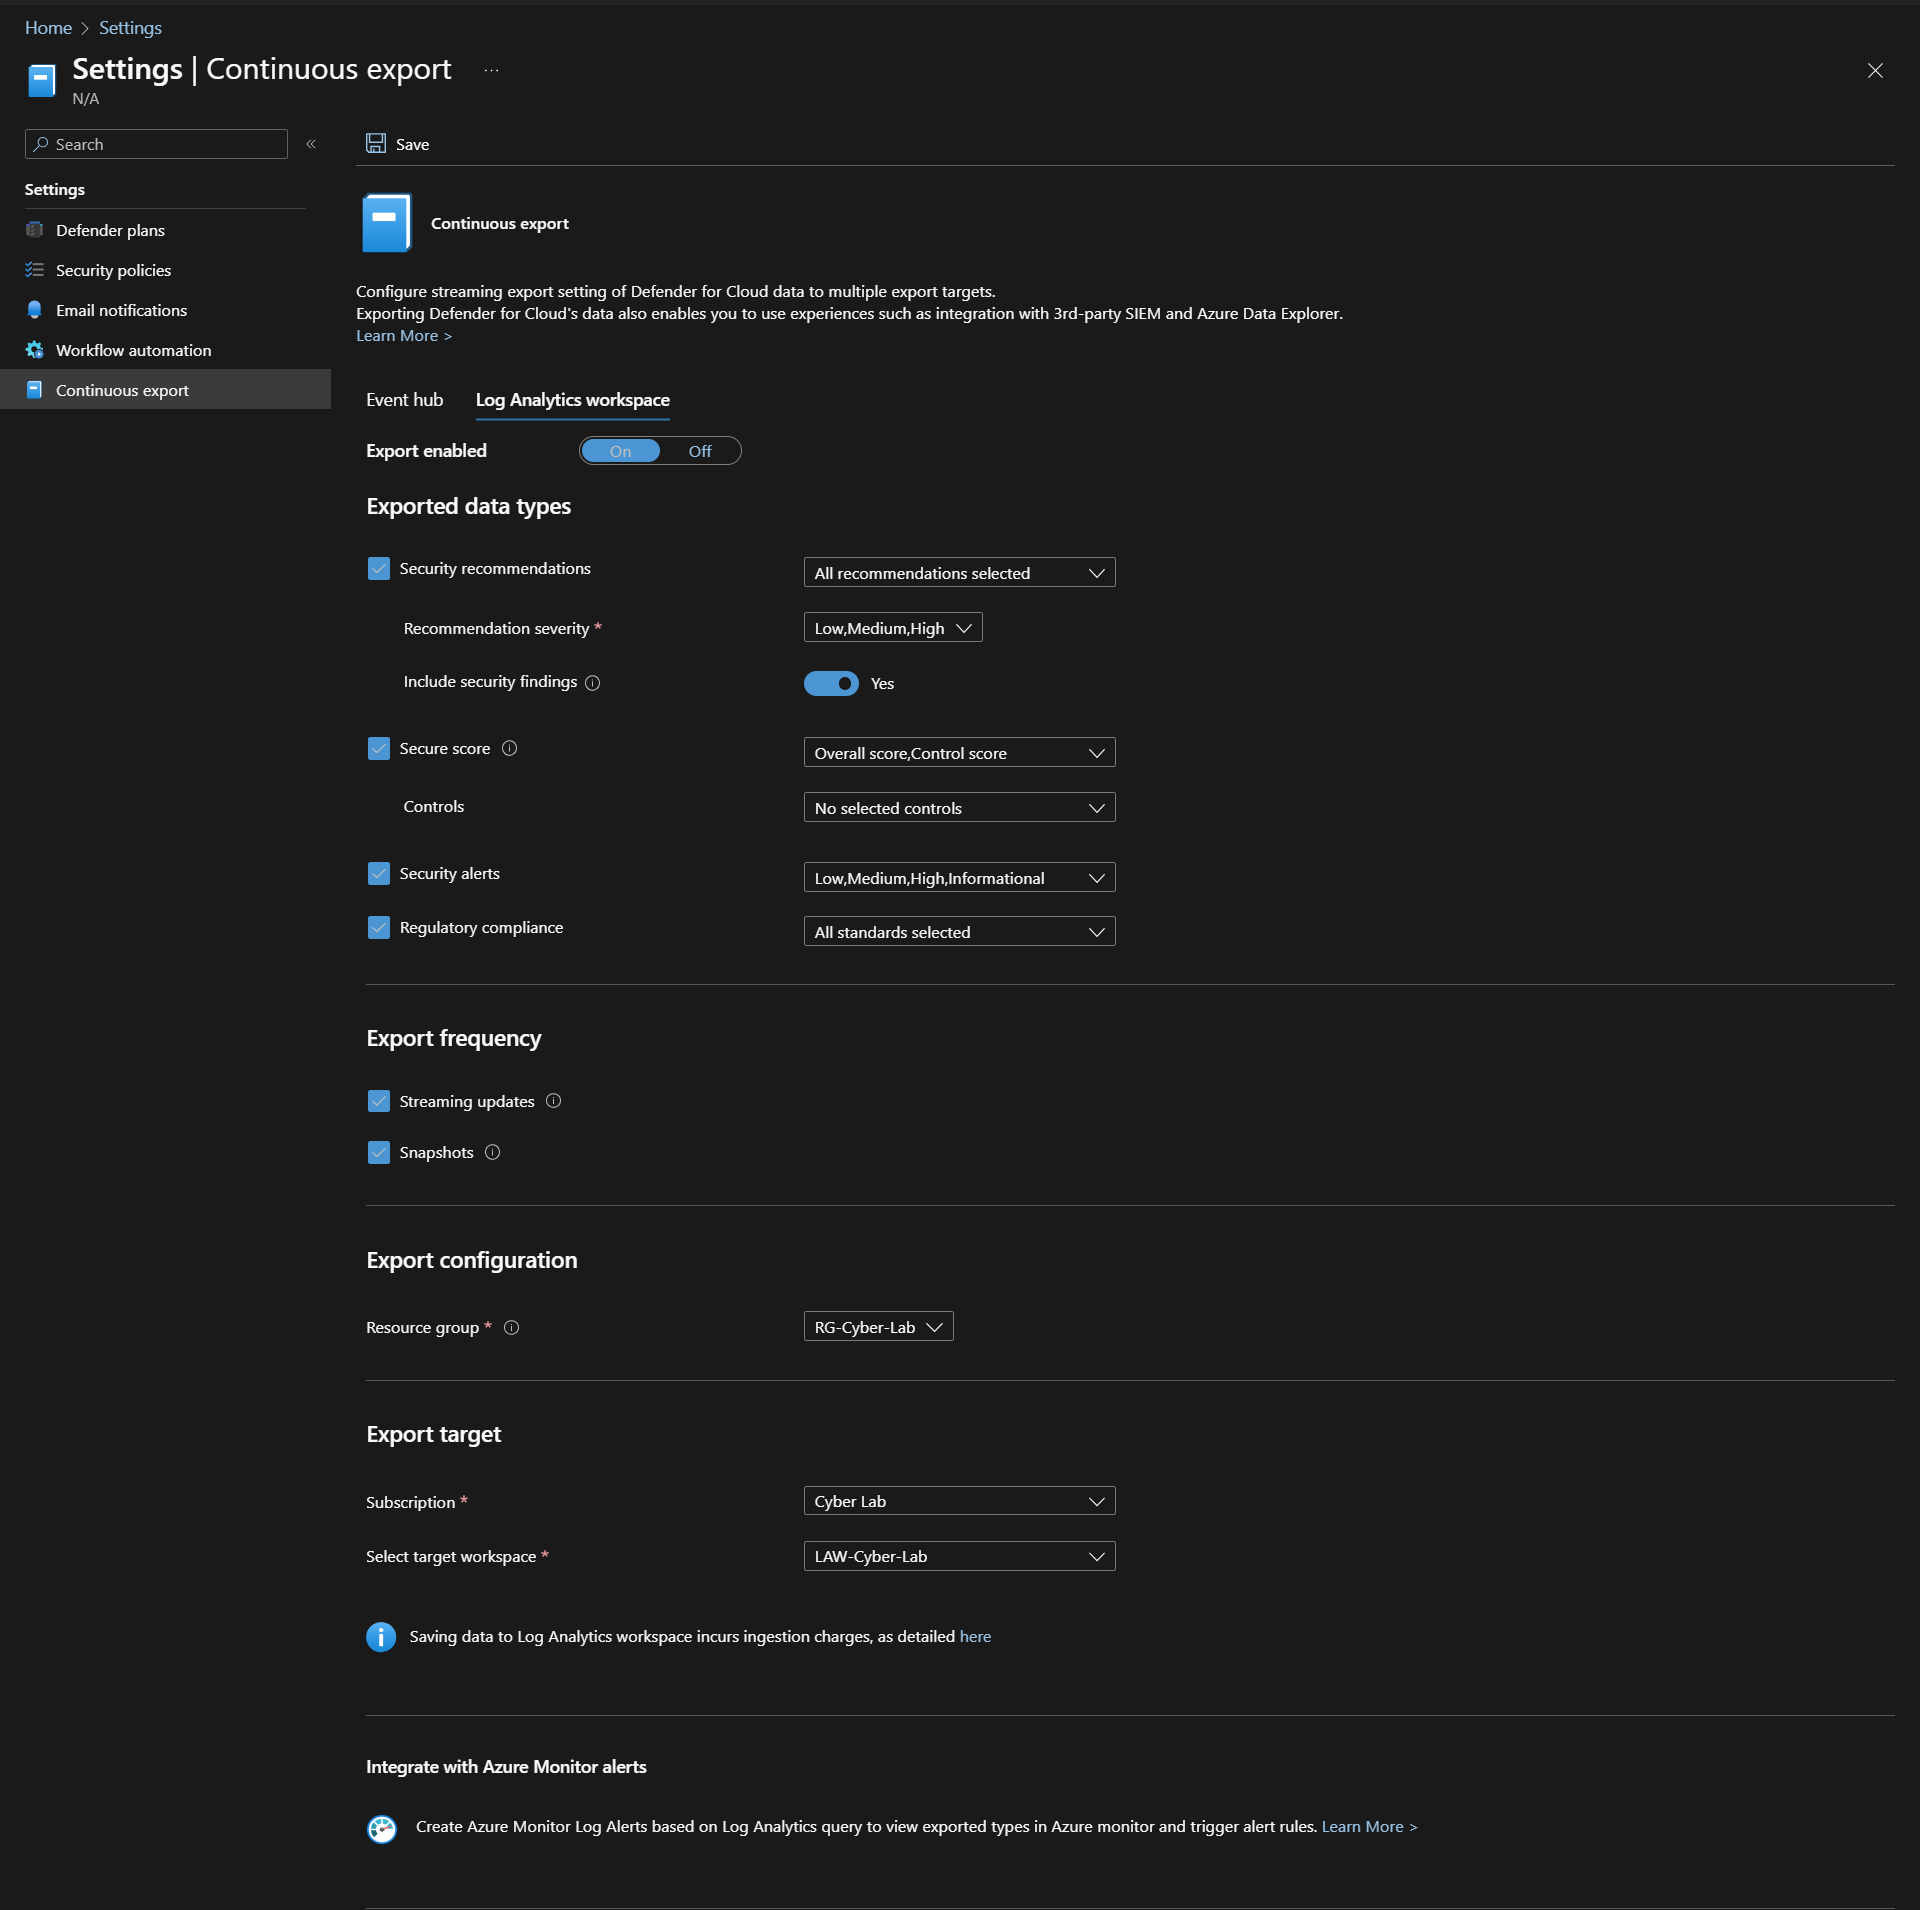 Home > Settings
Settings | Continuous export ...
N/A
Search «
Settings
Defender plans
Security policies
Email notifications
Workflow automation
Continuous export
Save
Continuous export
Configure streaming export setting of Defender for Cloud data to multiple export targets.
Exporting Defender for Cloud's data also enables you to use experiences such as integration with 3rd-party SIEM and Azure Data Explorer.
Learn More >
Event hub Log Analytics workspace
Export enabled On Off
Exported data types
Security recommendations All recommendations selected
Recommendation severity * Low,Medium,High
Include security findings Yes
Secure score Overall score,Control score
Controls No selected controls
Security alerts Low,Medium,High,Informational
Regulatory compliance All standards selected
Export frequency
Streaming updates
Snapshots
Export configuration
Resource group * RG-Cyber-Lab
Export target
Subscription * Cyber Lab
Select target workspace * LAW-Cyber-Lab
Saving data to Log Analytics workspace incurs ingestion charges, as detailed here
Integrate with Azure Monitor alerts
Create Azure Monitor Log Alerts based on Log Analytics query to view exported types in Azure monitor and trigger alert rules. Learn More >